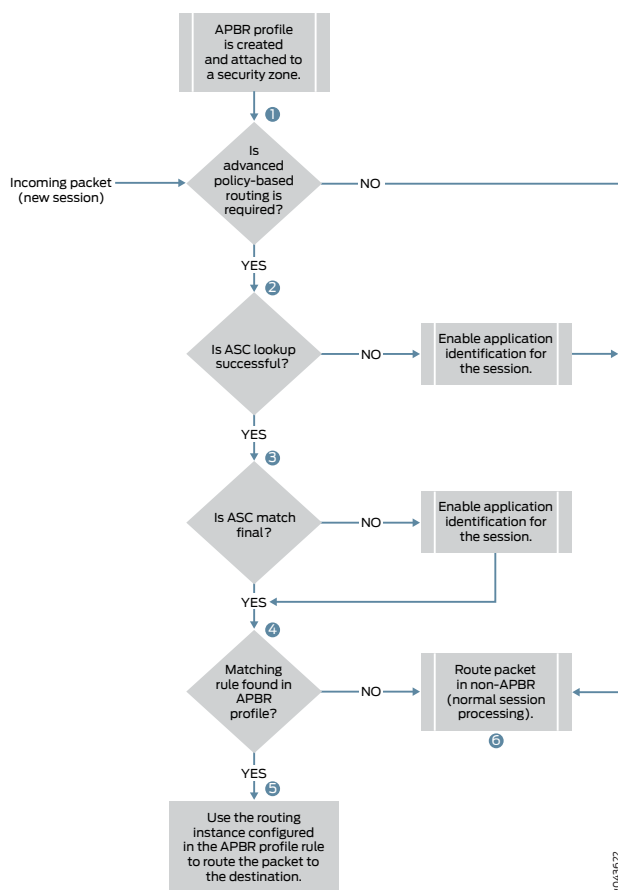 APBR profile
is created
and attached to
a security zone.
1
Is
advanced
policy-based
routing is
required?
Incoming packet
(new session)
NO
YES
2
Is ASC lookup
successful?
NO
Enable application
identification for
the session.
YES
3
Is ASC match
final?
NO
Enable application
identification for
the session.
YES
4
Matching
rule found in
APBR
profile?
NO
Route packet
in non-APBR
(normal session
processing).
6
YES
5
Use the routing
instance configured
in the APBR profile rule
to route the packet to
the destination.